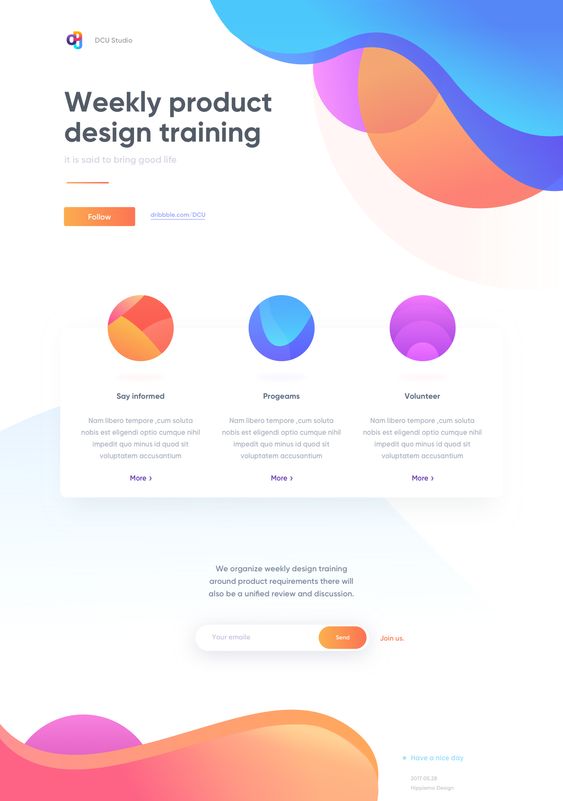 DCU Studio
Weekly product
design training
it is said to bring good life
Follow
dribbble.com/DCU
Say informed
Nam libero tempore ,cum soluta
nobis est eligendi optio cumque nihil
impedit quo minus id quod sit
voluptatem accusantium
More ›
Progeams
Nam libero tempore ,cum soluta
nobis est eligendi optio cumque nihil
impedit quo minus id quod sit
voluptatem accusantium
More ›
Volunteer
Nam libero tempore ,cum soluta
nobis est eligendi optio cumque nihil
impedit quo minus id quod sit
voluptatem accusantium
More ›
We organize weekly design training
around product requirements there will
also be a unified review and discussion.
Your emaile
Send
Join us.
Have a nice day
2017.05.28
Hippiemo Design